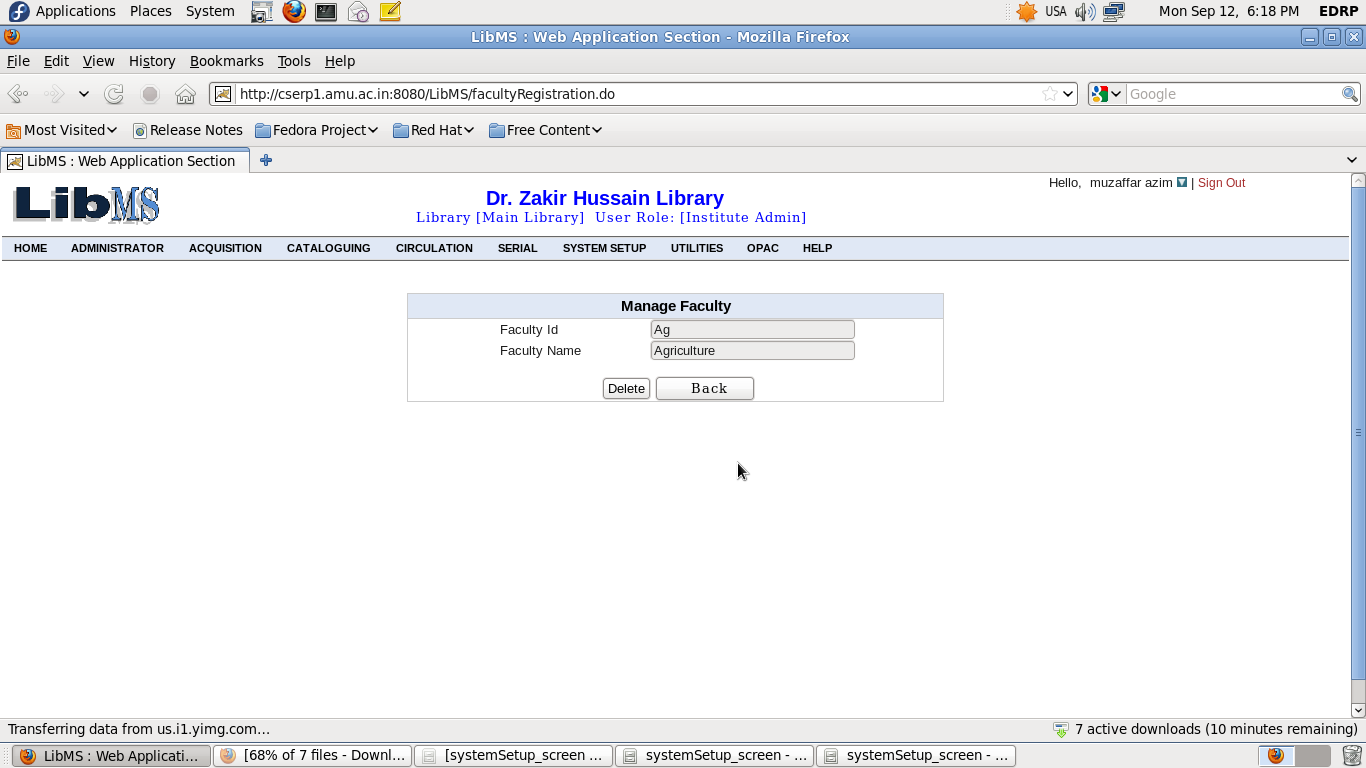 Applications Places System USA Mon Sep 12, 6:18 PM EDRP
LibMS : Web Application Section - Mozilla Firefox
File Edit View History Bookmarks Tools Help
http://cserp1.amu.ac.in:8080/LibMS/facultyRegistration.do Google
Most Visited Release Notes Fedora Project Red Hat Free Content
LibMS : Web Application Section
Hello, muzaffar azim | Sign Out
LibMS
Dr. Zakir Hussain Library
Library [Main Library] User Role: [Institute Admin]
HOME ADMINISTRATOR ACQUISITION CATALOGUING CIRCULATION SERIAL SYSTEM SETUP UTILITIES OPAC HELP
Manage Faculty
Faculty Id Ag
Faculty Name Agriculture
Delete Back
Transferring data from us.i1.yimg.com... 7 active downloads (10 minutes remaining)
LibMS : Web Applicati... [68% of 7 files - Downl... [systemSetup_screen ... systemSetup_screen - ... systemSetup_screen - ...